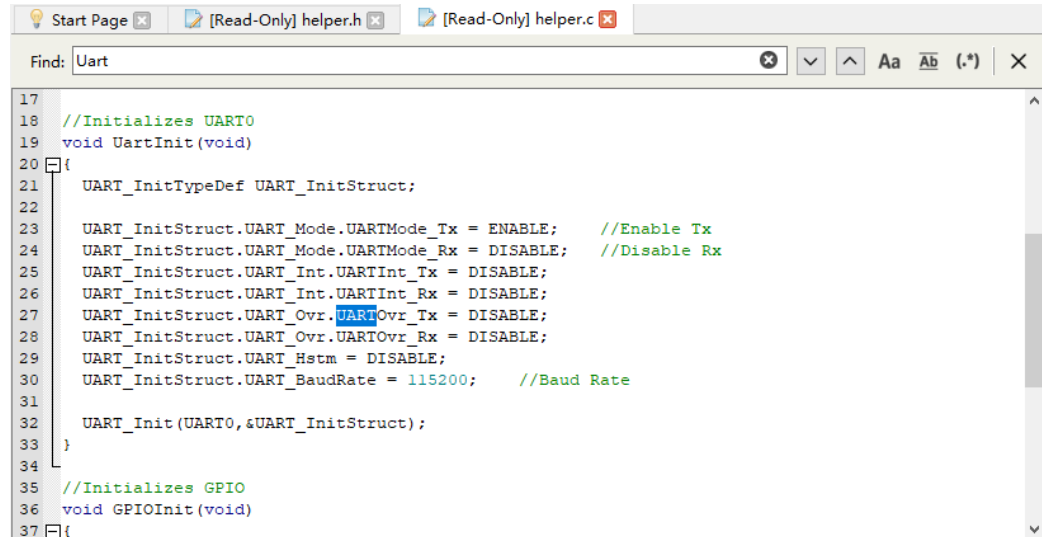 Start Page [Read-Only] helper.h [Read-Only] helper.c
Find: Uart Aa Ab (.*)
17
18 //Initializes UART0
19 void UartInit(void)
20 {
21 UART_InitTypeDef UART_InitStruct;
22
23 UART_InitStruct.UART_Mode.UARTMode_Tx = ENABLE; //Enable Tx
24 UART_InitStruct.UART_Mode.UARTMode_Rx = DISABLE; //Disable Rx
25 UART_InitStruct.UART_Int.UARTInt_Tx = DISABLE;
26 UART_InitStruct.UART_Int.UARTInt_Rx = DISABLE;
27 UART_InitStruct.UART_Ovr.UARTOvr_Tx = DISABLE;
28 UART_InitStruct.UART_Ovr.UARTOvr_Rx = DISABLE;
29 UART_InitStruct.UART_Hstm = DISABLE;
30 UART_InitStruct.UART_BaudRate = 115200; //Baud Rate
31
32 UART_Init(UART0,&UART_InitStruct);
33 }
34
35 //Initializes GPIO
36 void GPIOInit(void)
37 {